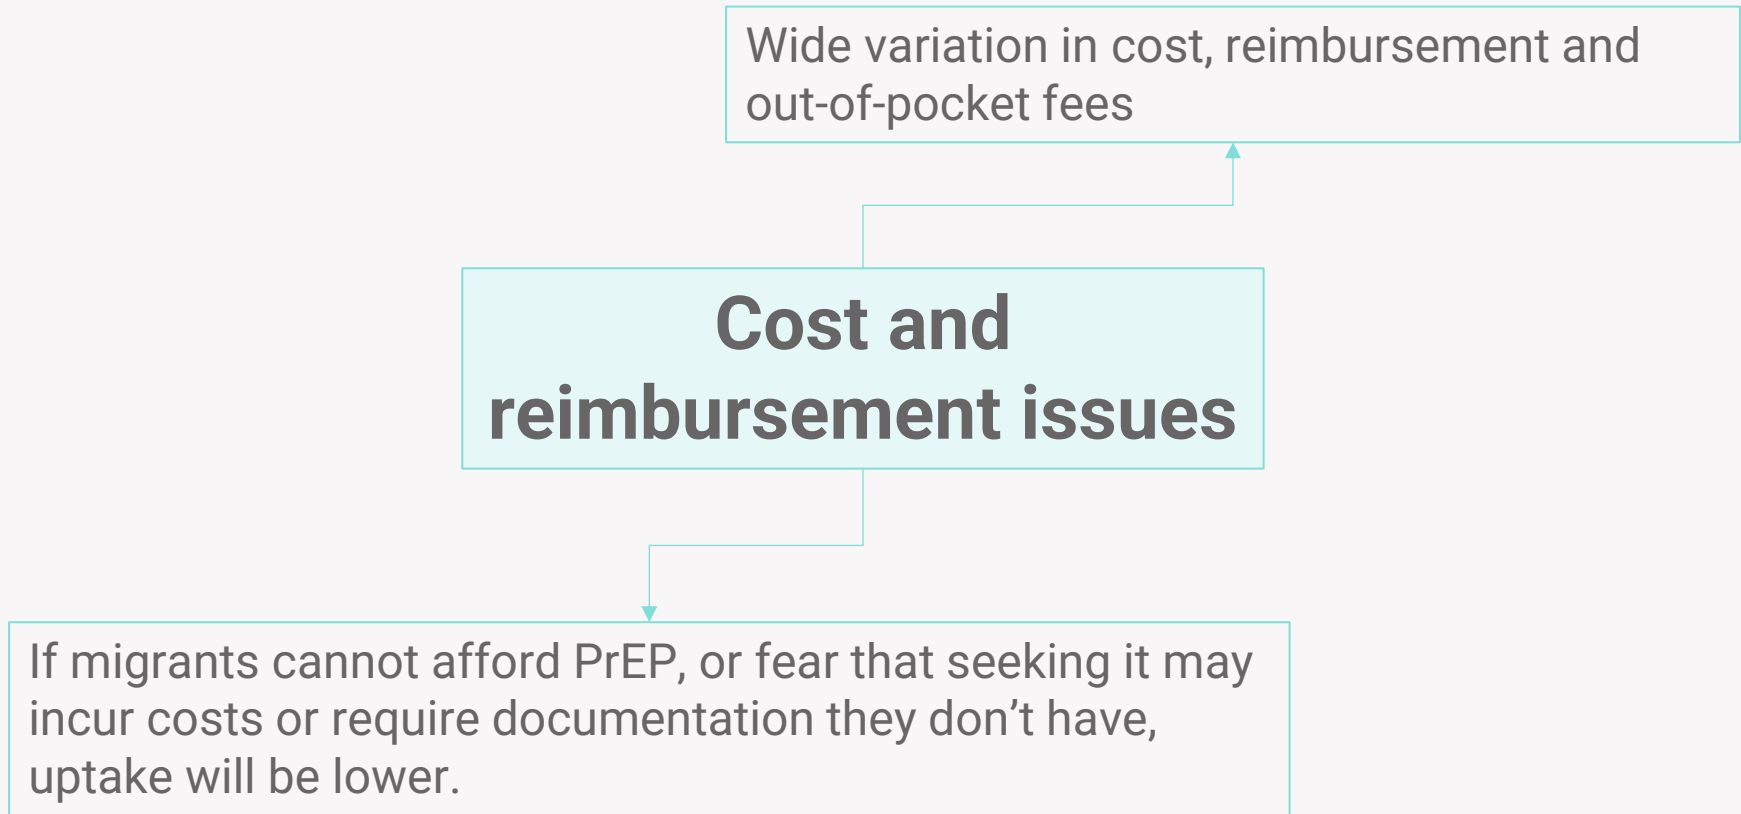 Wide variation in cost, reimbursement and
out-of-pocket fees
Cost and
reimbursement issues
If migrants cannot afford PrEP, or fear that seeking it may
incur costs or require documentation they don’t have,
uptake will be lower.